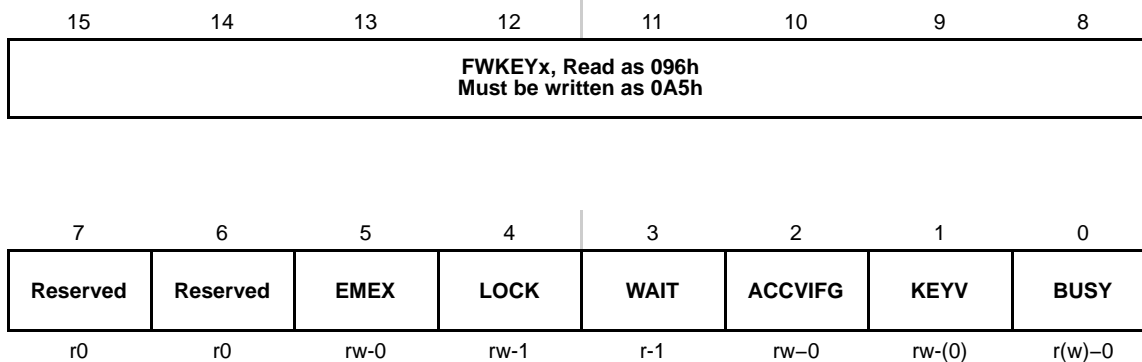 15 14 13 12 11 10 9 8
FWKEYx, Read as 096h
Must be written as 0A5h
7 6 5 4 3 2 1 0
Reserved Reserved EMEX LOCK WAIT ACCVIFG KEYV BUSY
r0 r0 rw-0 rw-1 r-1 rw−0 rw-(0) r(w)−0